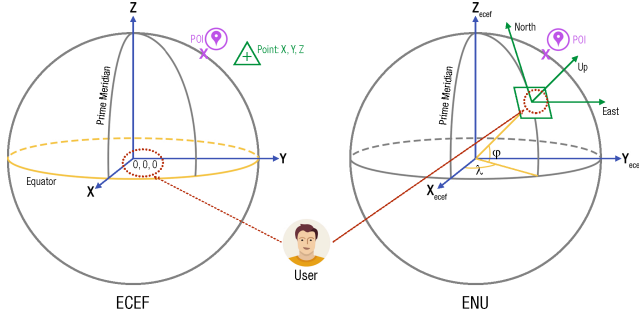 Z
POI
Point: X, Y, Z
Prime Meridian
0, 0, 0
Y
Equator
X
ECEF
User
Zecef
North
POI
Up
Prime Meridian
East
φ
Yece
λ
Xecef
ENU